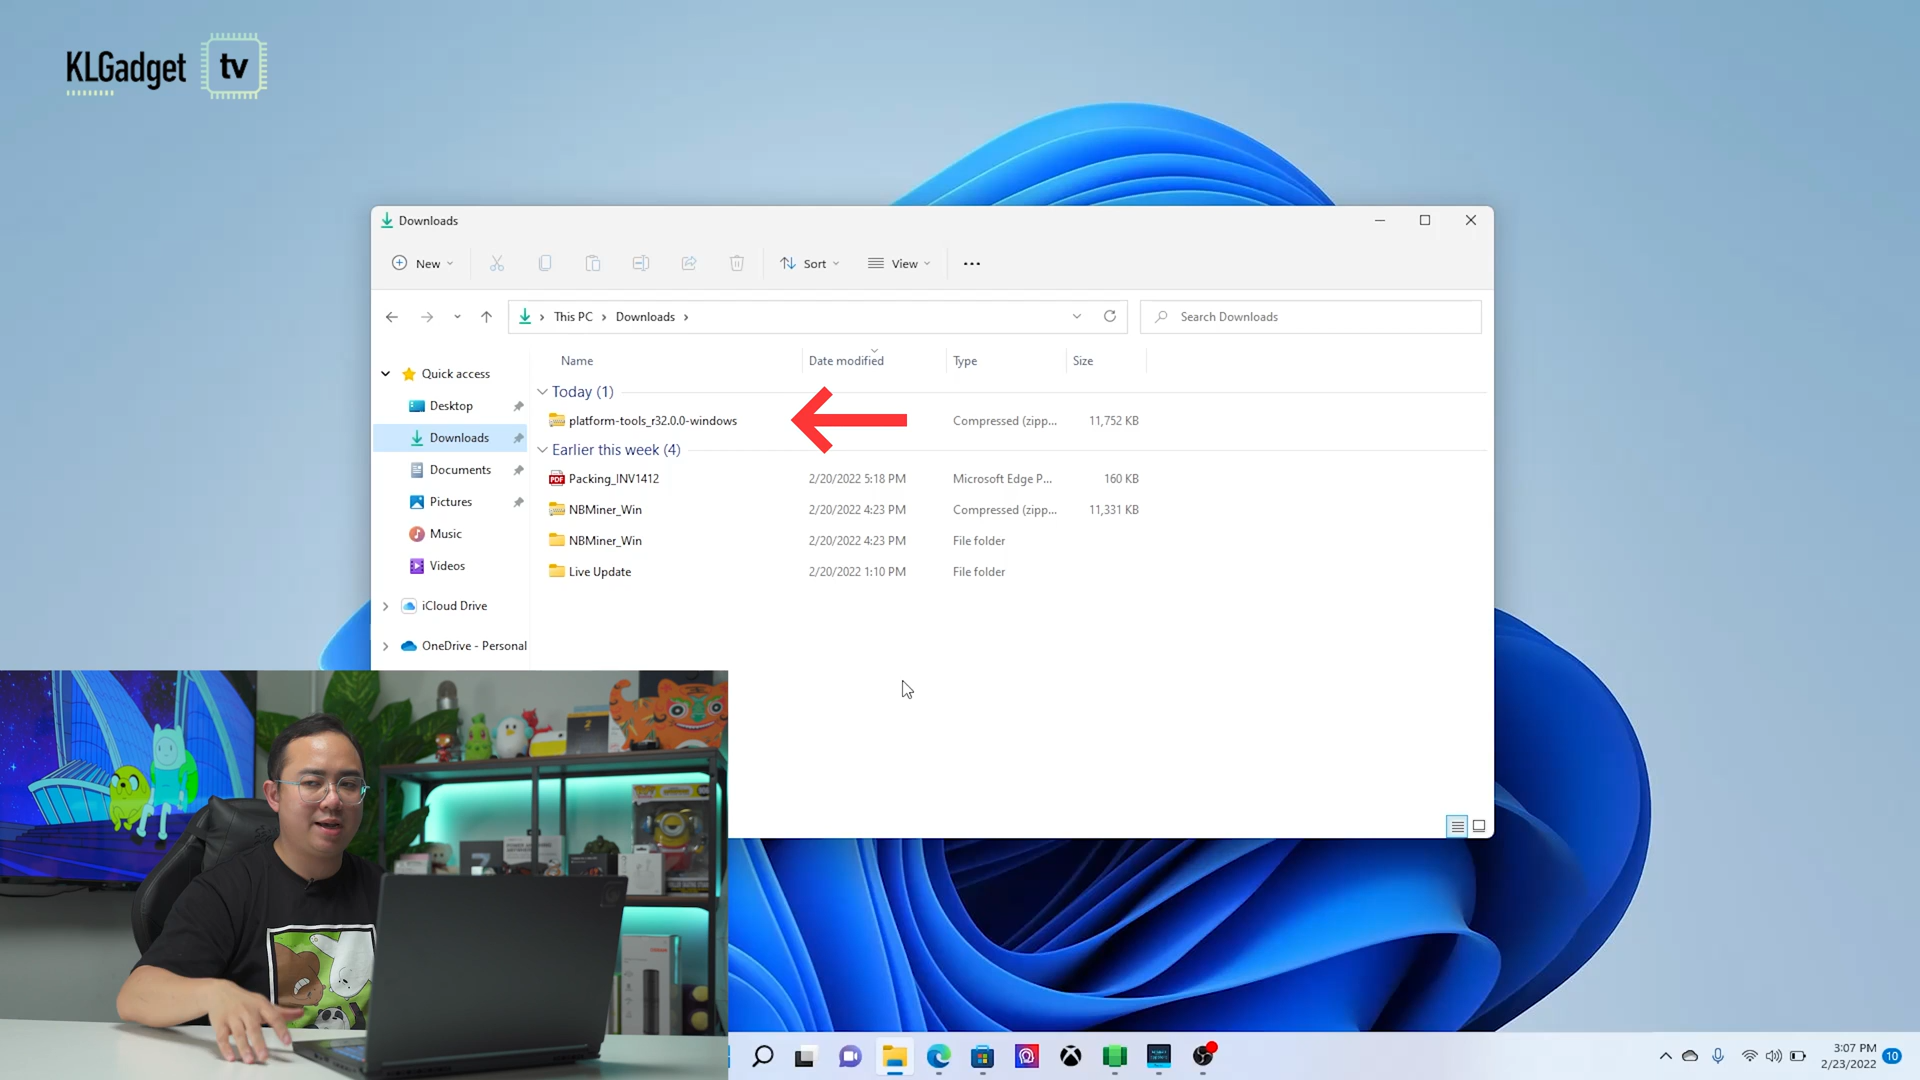 KLGadget tv
Downloads
New
Sort
View
This PC > Downloads >
Search Downloads
Name
Date modified
Type
Size
Quick access
Desktop
Downloads
Documents
Pictures
Music
Videos
iCloud Drive
OneDrive - Personal
Today (1)
platform-tools_r32.0.0-windows Compressed (zipp... 11,752 KB
Earlier this week (4)
Packing_INV1412 2/20/2022 5:18 PM Microsoft Edge P... 160 KB
NBMiner_Win 2/20/2022 4:23 PM Compressed (zipp... 11,331 KB
NBMiner_Win 2/20/2022 4:23 PM File folder
Live Update 2/20/2022 1:10 PM File folder
3:07 PM
2/23/2022
10